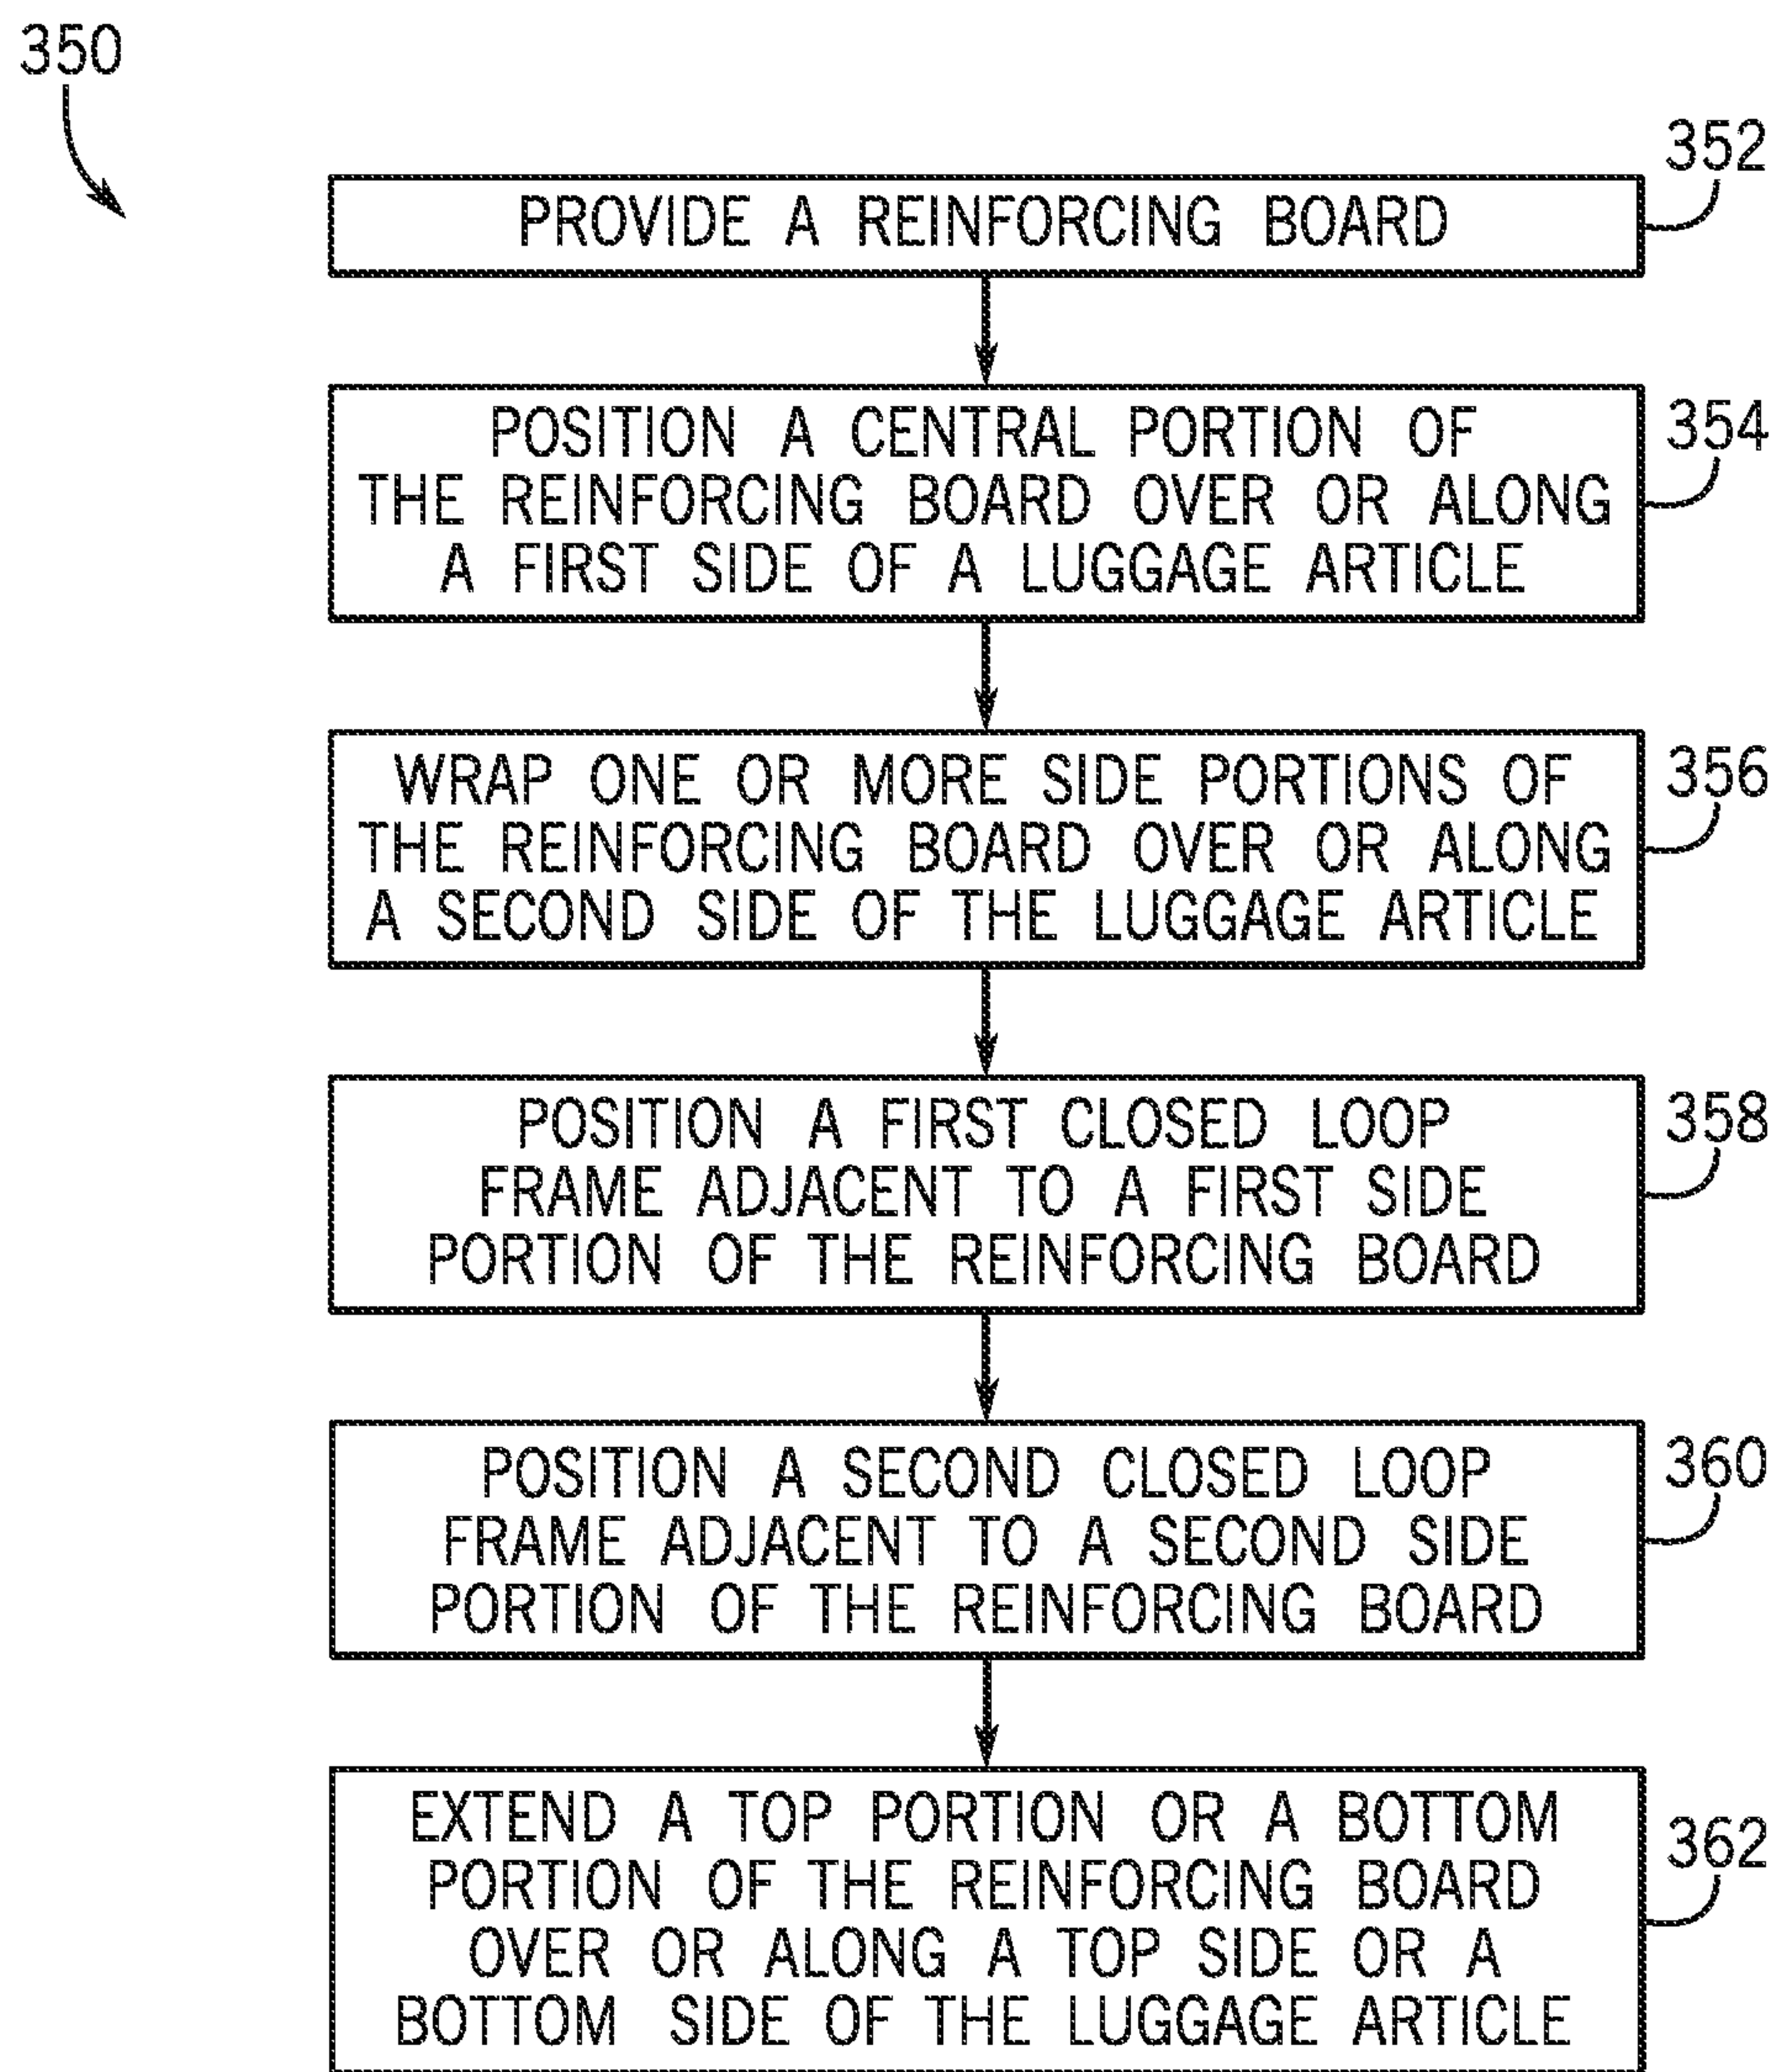 350
352
PROVIDE A REINFORCING BOARD
354
POSITION A CENTRAL PORTION OF
THE REINFORCING BOARD OVER OR ALONG
A FIRST SIDE OF A LUGGAGE ARTICLE
356
WRAP ONE OR MORE SIDE PORTIONS OF
THE REINFORCING BOARD OVER OR ALONG
A SECOND SIDE OF THE LUGGAGE ARTICLE
358
POSITION A FIRST CLOSED LOOP
FRAME ADJACENT TO A FIRST SIDE
PORTION OF THE REINFORCING BOARD
360
POSITION A SECOND CLOSED LOOP
FRAME ADJACENT TO A SECOND SIDE
PORTION OF THE REINFORCING BOARD
362
EXTEND A TOP PORTION OR A BOTTOM
PORTION OF THE REINFORCING BOARD
OVER OR ALONG A TOP SIDE OR A
BOTTOM SIDE OF THE LUGGAGE ARTICLE